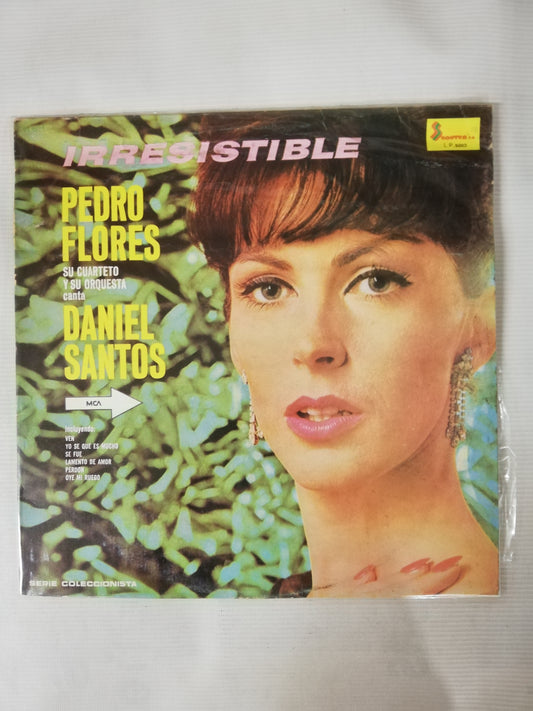 IRRESISTIBLE
PEDRO
FLORES
SU CUARTETO
Y SU ORQUESTA
canta
DANIEL
SANTOS
MCA
Incluyendo:
VEN
YO SE QUE ES MUCHO
SE FUE
LAMENTO DE AMOR
PERDON
OYE MI RUEGO
SERIE COLECCIONISTA